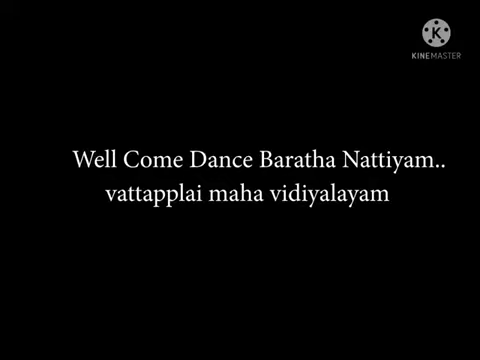 KINEMASTER
Well Come Dance Baratha Nattiyam..
vattapplai maha vidiyalayam